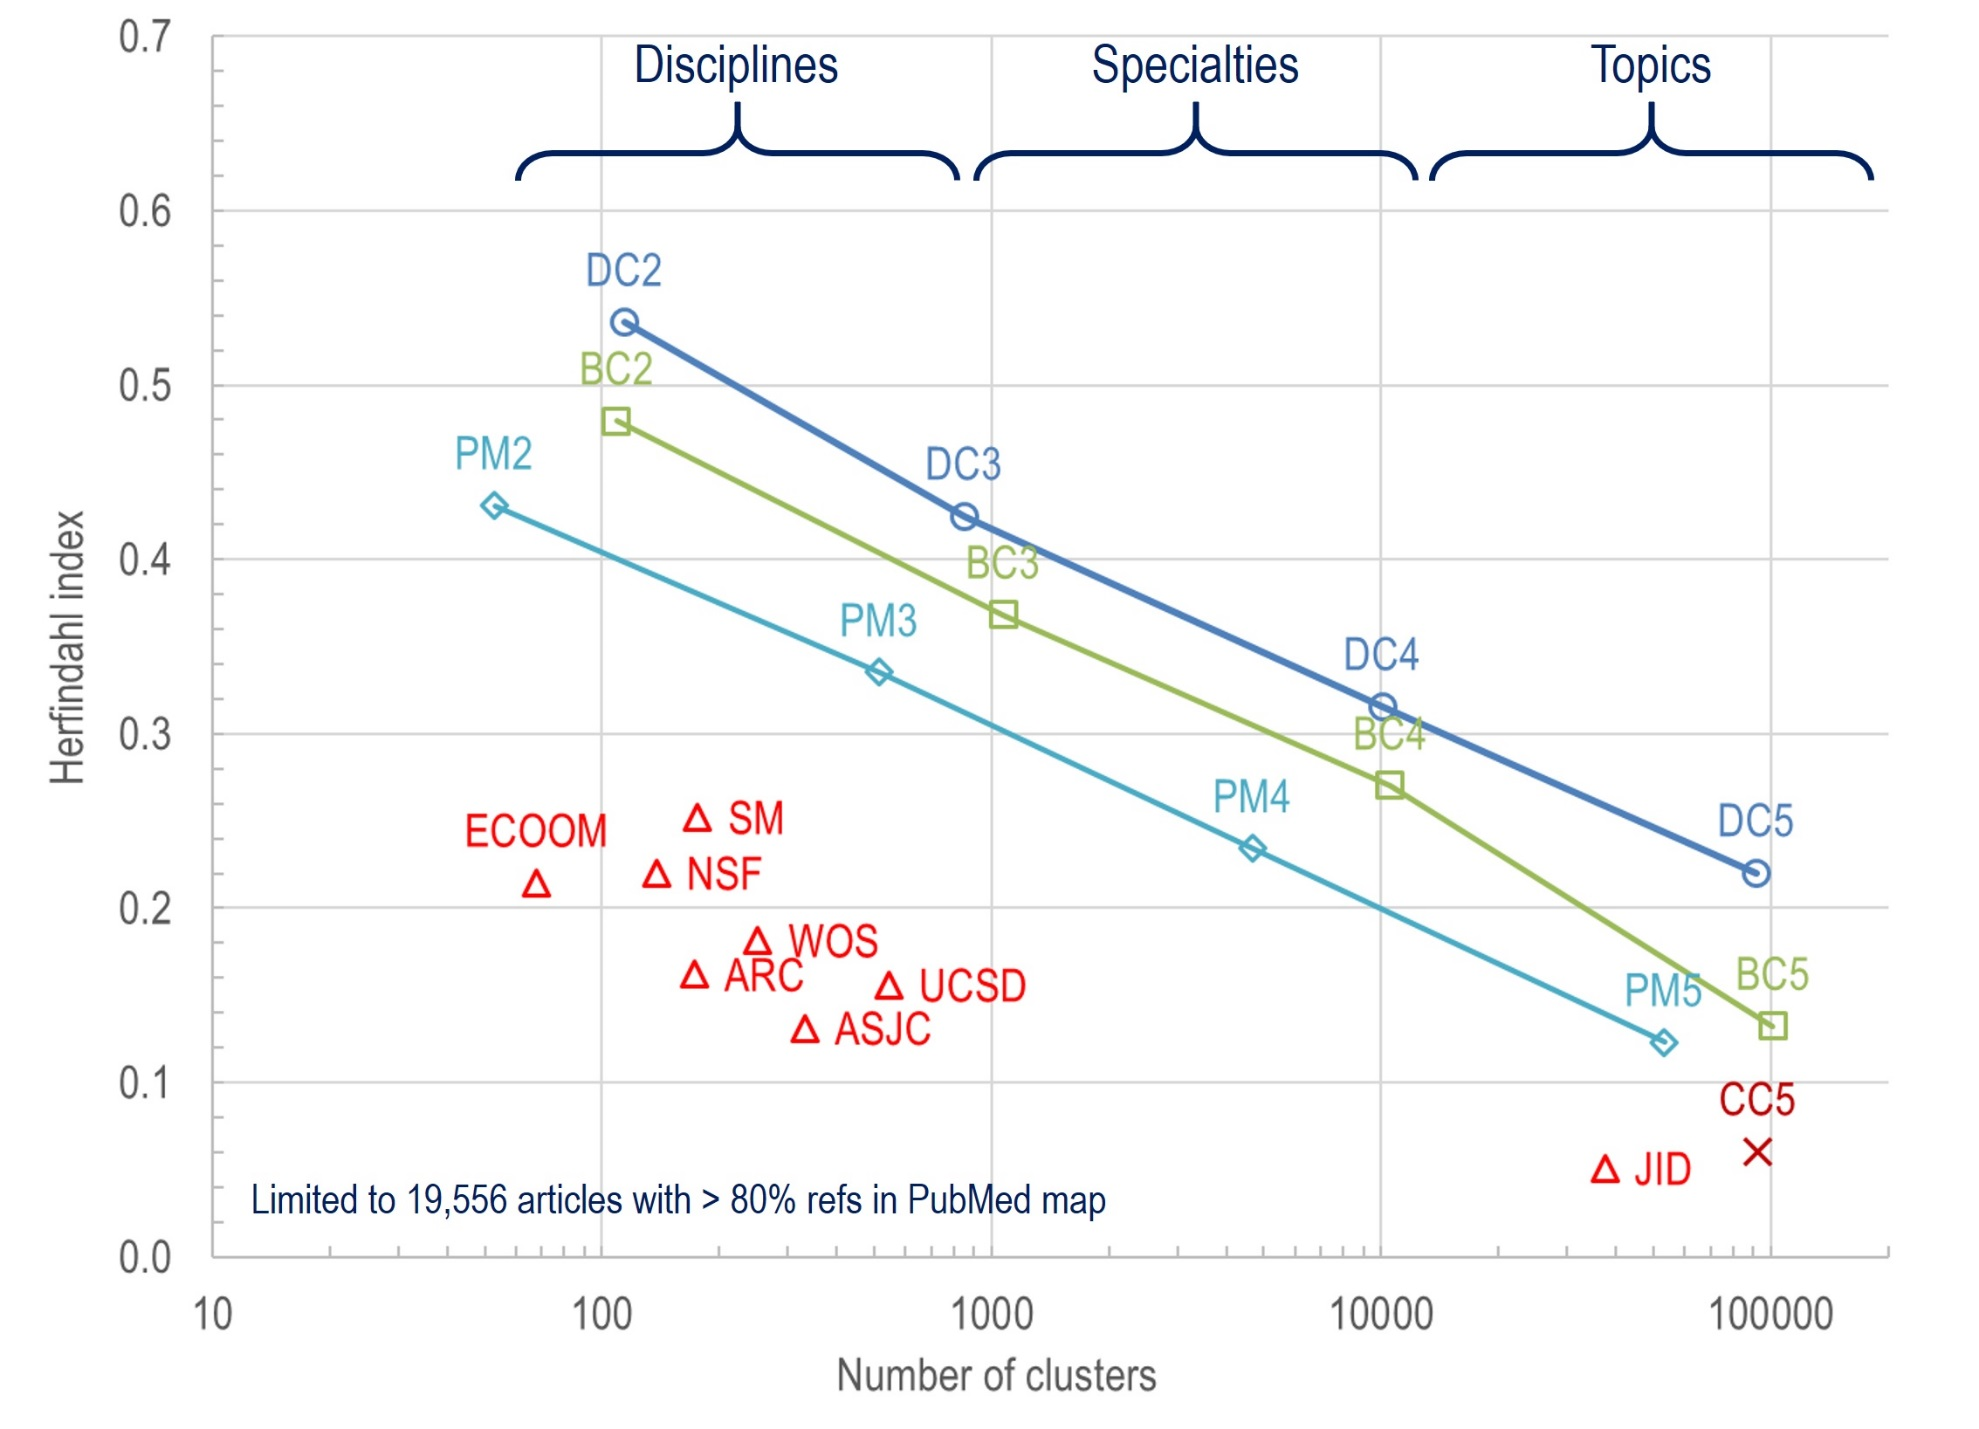 0.7
Disciplines
Specialties
Topics
0.6
DC2
BC2
0.5
PM2
DC3
Herfindahl index
0.4
BC3
PM3
DC4
0.3
BC4
PM4
DC5
SM
ECOOM
NSF
0.2
WOS
ARC
UCSD
PM5
BC5
ASJC
0.1
CC5
JID
Limited to 19,556 articles with > 80% refs in PubMed map
0.0
10
100
1000
10000
100000
Number of clusters